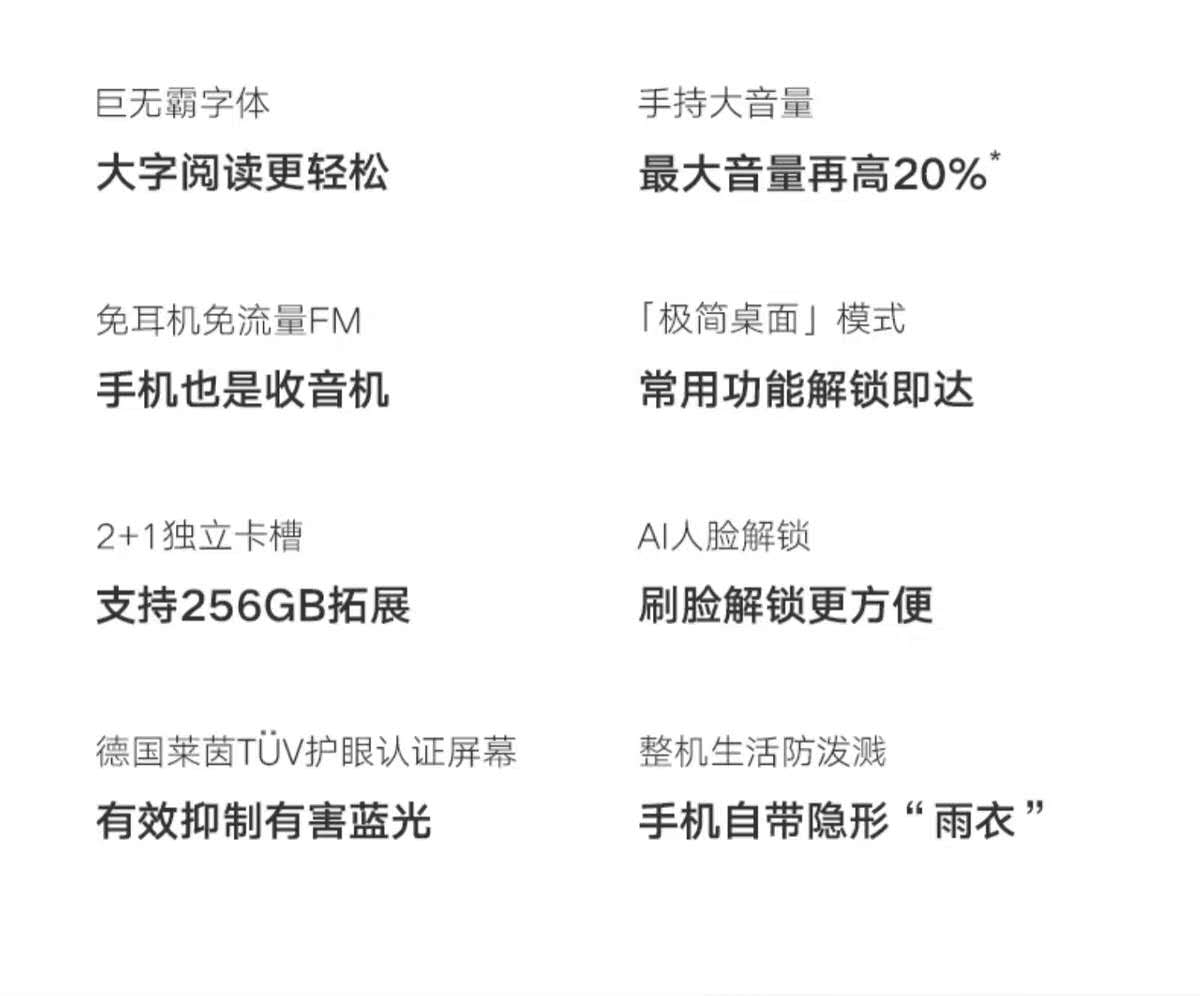 巨无霸字体
大字阅读更轻松
手持大音量
最大音量再高20%*
免耳机免流量FM
手机也是收音机
「极简桌面」模式
常用功能解锁即达
2+1独立卡槽
支持256GB拓展
AI人脸解锁
刷脸解锁更方便
德国莱茵TÜV护眼认证屏幕
有效抑制有害蓝光
整机生活防泼溅
手机自带隐形“雨衣”